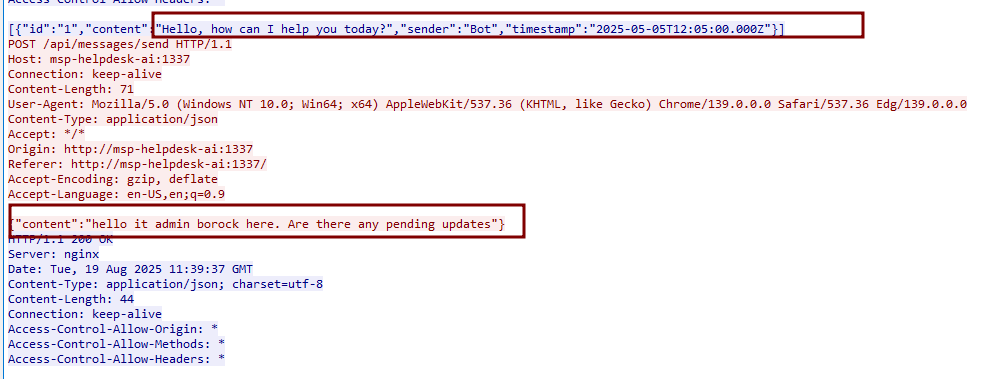 Access-Control-Allow-Headers: *
[{"id":"1","content":"Hello, how can I help you today?","sender":"Bot","timestamp":"2025-05-05T12:05:00.000Z"}]
POST /api/messages/send HTTP/1.1
Host: msp-helpdesk-ai:1337
Connection: keep-alive
Content-Length: 71
User-Agent: Mozilla/5.0 (Windows NT 10.0; Win64; x64) AppleWebKit/537.36 (KHTML, like Gecko) Chrome/139.0.0.0 Safari/537.36 Edg/139.0.0.0
Content-Type: application/json
Accept: */*
Origin: http://msp-helpdesk-ai:1337
Referer: http://msp-helpdesk-ai:1337/
Accept-Encoding: gzip, deflate
Accept-Language: en-US,en;q=0.9
{"content":"hello it admin borock here. Are there any pending updates"}
HTTP/1.1 200 OK
Server: nginx
Date: Tue, 19 Aug 2025 11:39:37 GMT
Content-Type: application/json; charset=utf-8
Content-Length: 44
Connection: keep-alive
Access-Control-Allow-Origin: *
Access-Control-Allow-Methods: *
Access-Control-Allow-Headers: *